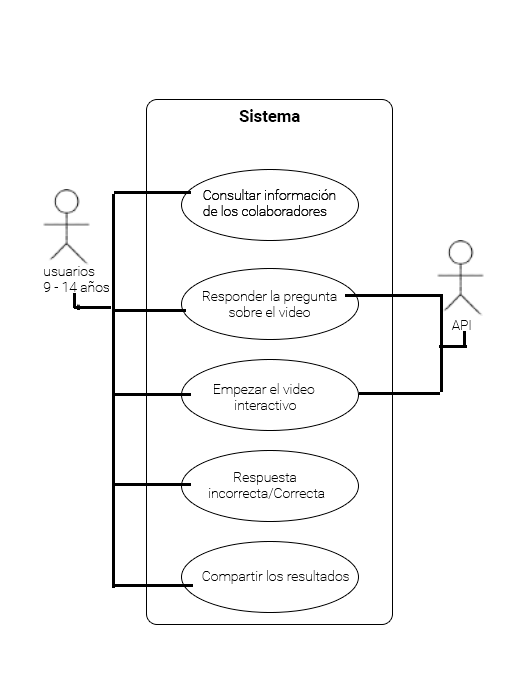 Sistema
Consultar información
de los colaboradores
usuarios
9 - 14 años
Responder la pregunta
sobre el video
API
Empezar el video
interactivo
Respuesta
incorrecta/Correcta
Compartir los resultados